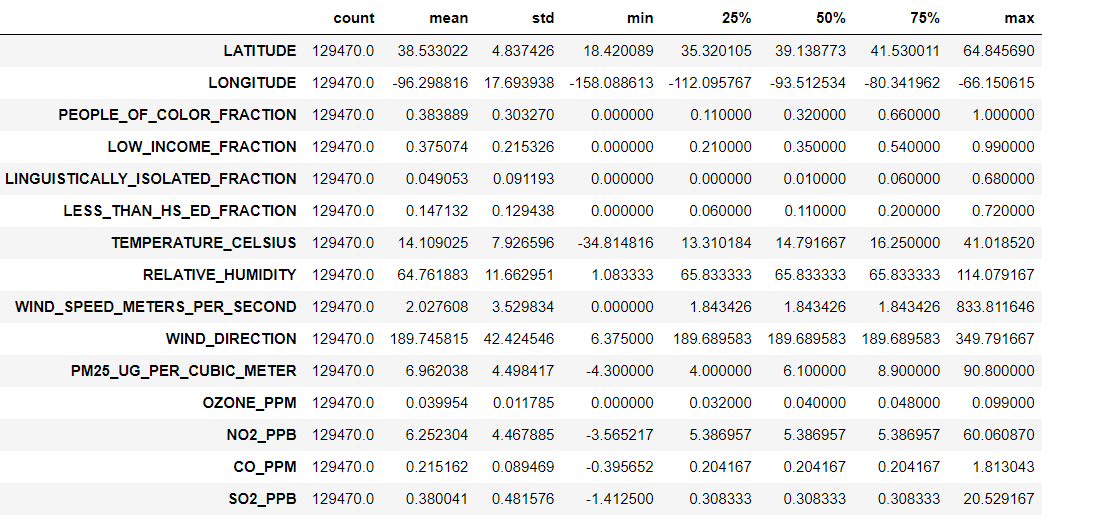 count mean std min 25% 50% 75% max
LATITUDE 129470.0 38.533022 4.837426 18.420089 35.320105 39.138773 41.530011 64.845690
LONGITUDE 129470.0 -96.298816 17.693938 -158.088613 -112.095767 -93.512534 -80.341962 -66.150615
PEOPLE_OF_COLOR_FRACTION 129470.0 0.383889 0.303270 0.000000 0.110000 0.320000 0.660000 1.000000
LOW_INCOME_FRACTION 129470.0 0.375074 0.215326 0.000000 0.210000 0.350000 0.540000 0.990000
LINGUISTICALLY_ISOLATED_FRACTION 129470.0 0.049053 0.091193 0.000000 0.000000 0.010000 0.060000 0.680000
LESS_THAN_HS_ED_FRACTION 129470.0 0.147132 0.129438 0.000000 0.060000 0.110000 0.200000 0.720000
TEMPERATURE_CELSIUS 129470.0 14.109025 7.926596 -34.814816 13.310184 14.791667 16.250000 41.018520
RELATIVE_HUMIDITY 129470.0 64.761883 11.662951 1.083333 65.833333 65.833333 65.833333 114.079167
WIND_SPEED_METERS_PER_SECOND 129470.0 2.027608 3.529834 0.000000 1.843426 1.843426 1.843426 833.811646
WIND_DIRECTION 129470.0 189.745815 42.424546 6.375000 189.689583 189.689583 189.689583 349.791667
PM25_UG_PER_CUBIC_METER 129470.0 6.962038 4.498417 -4.300000 4.000000 6.100000 8.900000 90.800000
OZONE_PPM 129470.0 0.039954 0.011785 0.000000 0.032000 0.040000 0.048000 0.099000
NO2_PPB 129470.0 6.252304 4.467885 -3.565217 5.386957 5.386957 5.386957 60.060870
CO_PPM 129470.0 0.215162 0.089469 -0.395652 0.204167 0.204167 0.204167 1.813043
SO2_PPB 129470.0 0.380041 0.481576 -1.412500 0.308333 0.308333 0.308333 20.529167